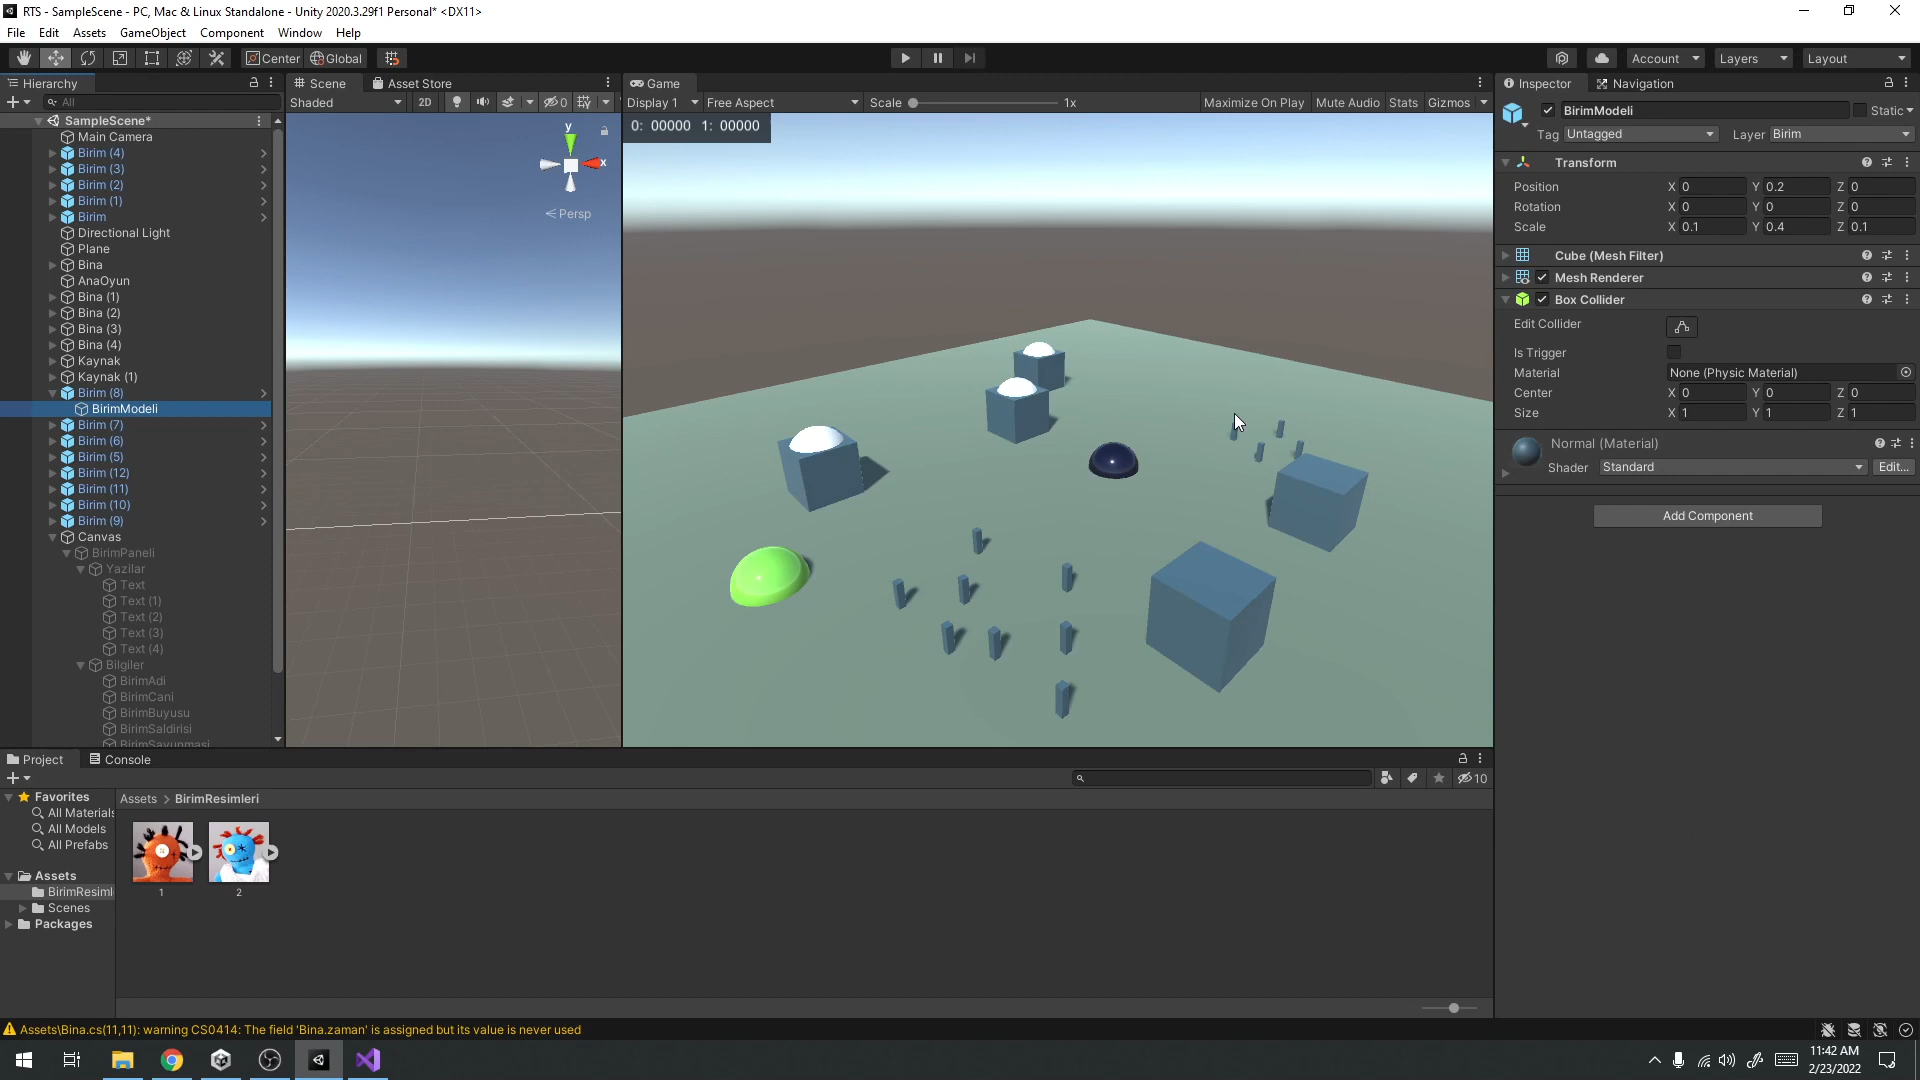 RTS - SampleScene - PC, Mac & Linux Standalone - Unity 2020.3.29f1 Personal* <DX11>
File Edit Assets GameObject Component Window Help
Center Global Account Layers Layout
Hierarchy
All
SampleScene*
Main Camera
Birim (4)
Birim (3)
Birim (2)
Birim (1)
Birim
Directional Light
Plane
Bina
AnaOyun
Bina (1)
Bina (2)
Bina (3)
Bina (4)
Kaynak
Kaynak (1)
Birim (8)
BirimModeli
Birim (7)
Birim (6)
Birim (5)
Birim (12)
Birim (11)
Birim (10)
Birim (9)
Canvas
BirimPaneli
Yazilar
Text
Text (1)
Text (2)
Text (3)
Text (4)
Bilgiler
BirimAdi
BirimCani
BirimBuyusu
BirimSaldirisi
BirimSavunmasi
Scene Asset Store
Shaded 2D 0
y
x
Persp
Game
Display 1 Free Aspect Scale 1x Maximize On Play Mute Audio Stats Gizmos
0: 00000 1: 00000
Inspector Navigation
BirimModeli Static
Tag Untagged Layer Birim
Transform
Position X 0 Y 0.2 Z 0
Rotation X 0 Y 0 Z 0
Scale X 0.1 Y 0.4 Z 0.1
Cube (Mesh Filter)
Mesh Renderer
Box Collider
Edit Collider
Is Trigger
Material None (Physic Material)
Center X 0 Y 0 Z 0
Size X 1 Y 1 Z 1
Normal (Material)
Shader Standard Edit...
Add Component
Project Console
10
Favorites
All Materials
All Models
All Prefabs
Assets
BirimResiml
Scenes
Packages
Assets > BirimResimleri
1 2
Assets\Bina.cs(11,11): warning CS0414: The field 'Bina.zaman' is assigned but its value is never used
11:42 AM
2/23/2022